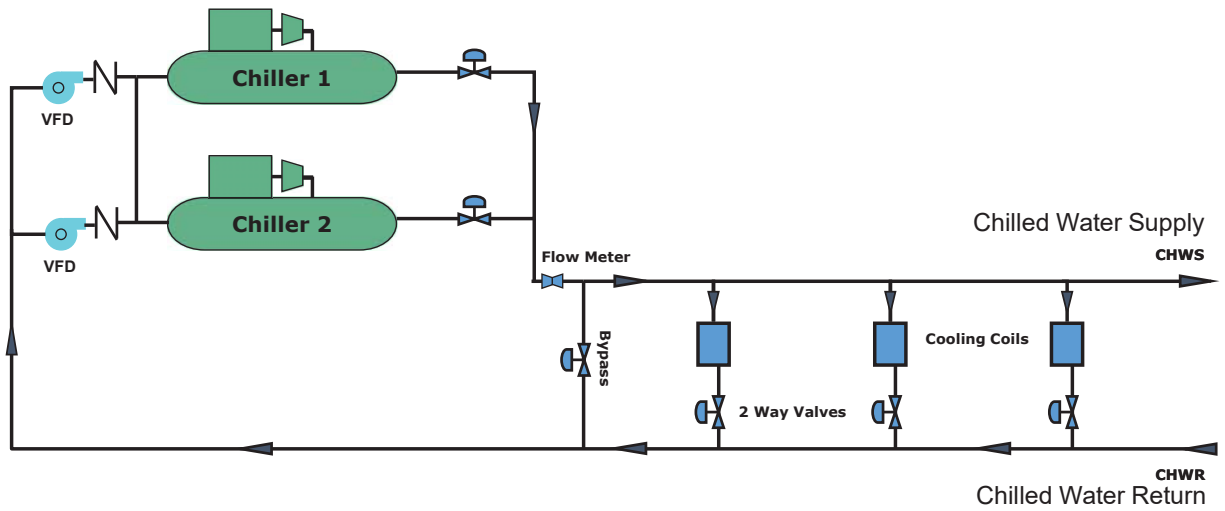 Chiller 1
VFD
Chiller 2
VFD
Chilled Water Supply
CHWS
Flow Meter
Bypass
Cooling Coils
2 Way Valves
CHWR
Chilled Water Return